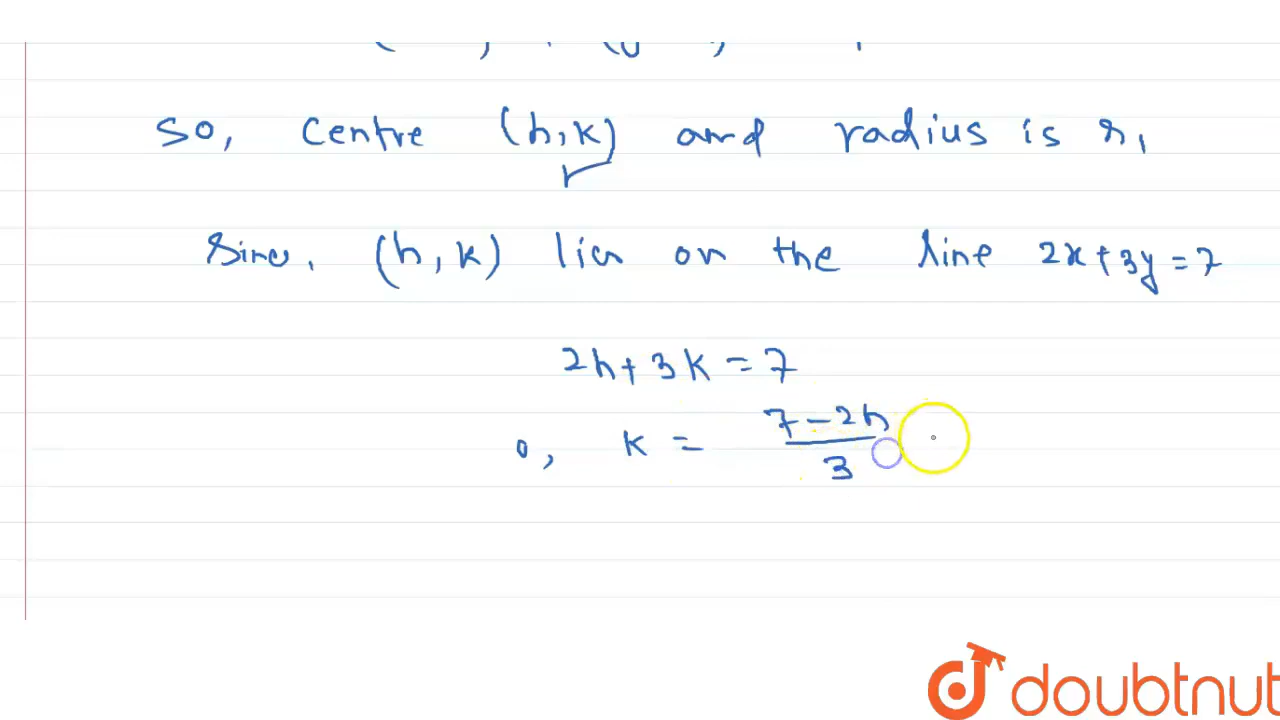 So, centre (h,k) and radius is r,
Since, (h,k) lies on the line 2x+3y=7
2h+3k=7
k = 7-2h/3
doubtnut